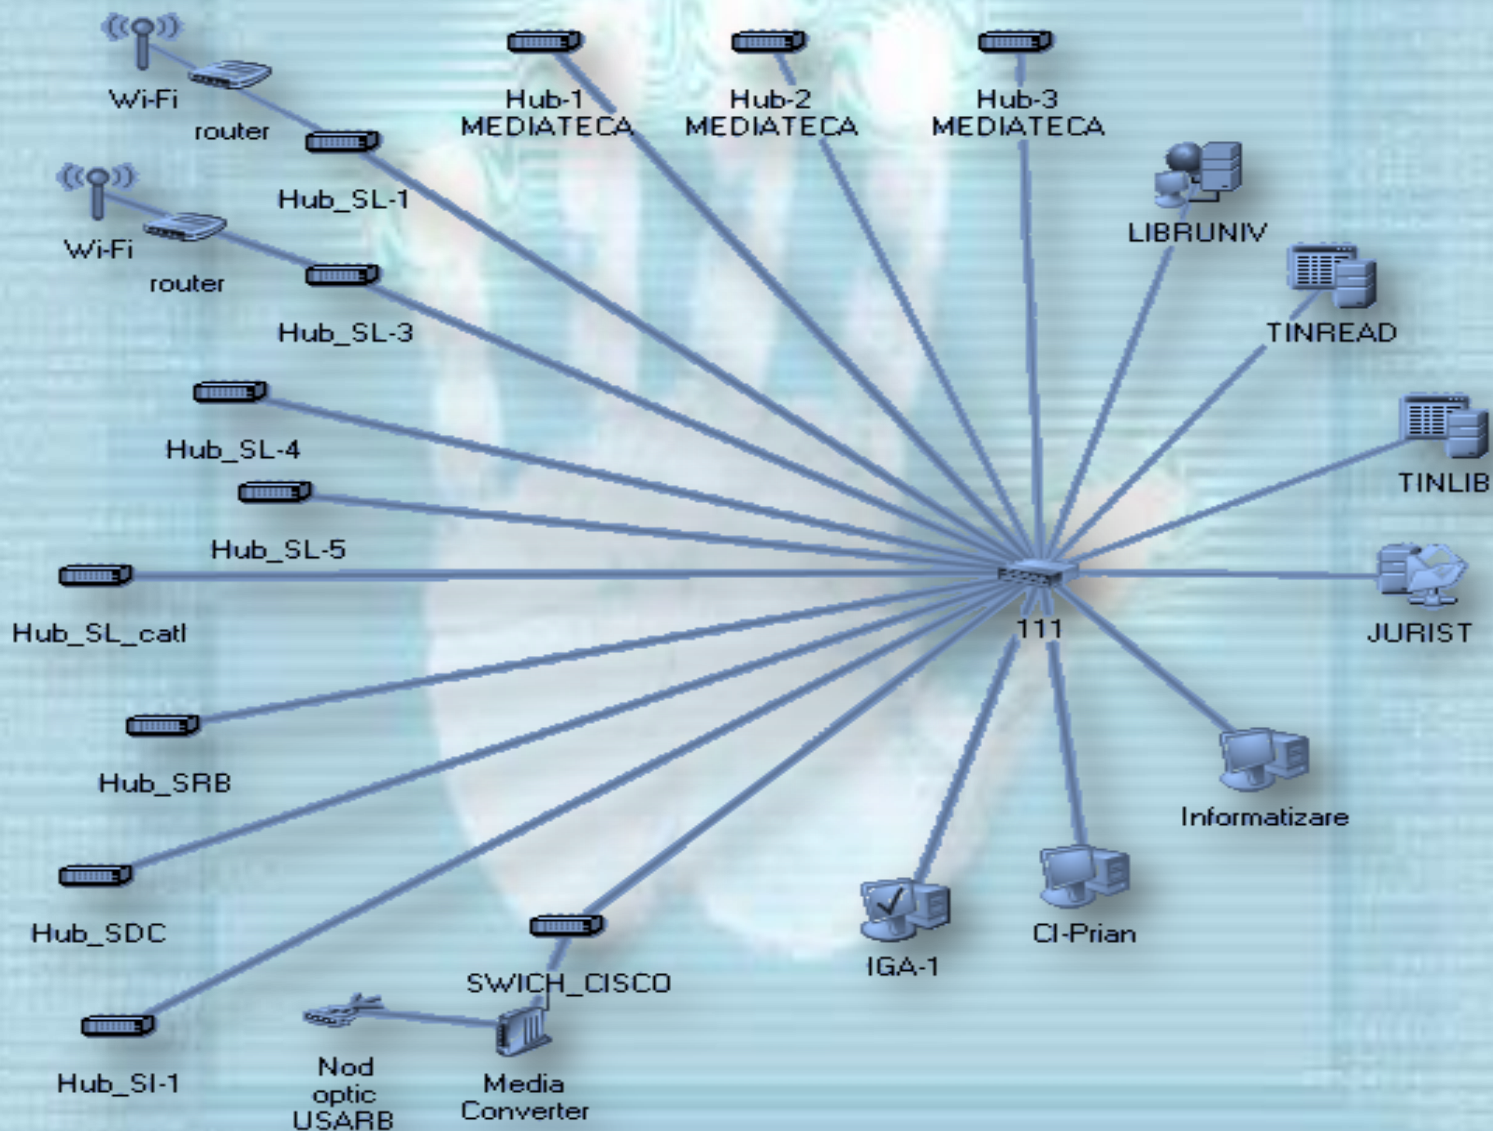 Wi-Fi
router
Hub-1
MEDIATECA
Hub-2
MEDIATECA
Hub-3
MEDIATECA
Hub_SL-1
Wi-Fi
router
LIBRUNIV
Hub_SL-3
TINREAD
Hub_SL-4
TINLIB
Hub_SL-5
Hub_SL_catl
111
JURIST
Hub_SRB
Informatizare
Hub_SDC
CI-Prian
IGA-1
SWICH_CISCO
Hub_SI-1
Nod
optic
USARB
Media
Converter